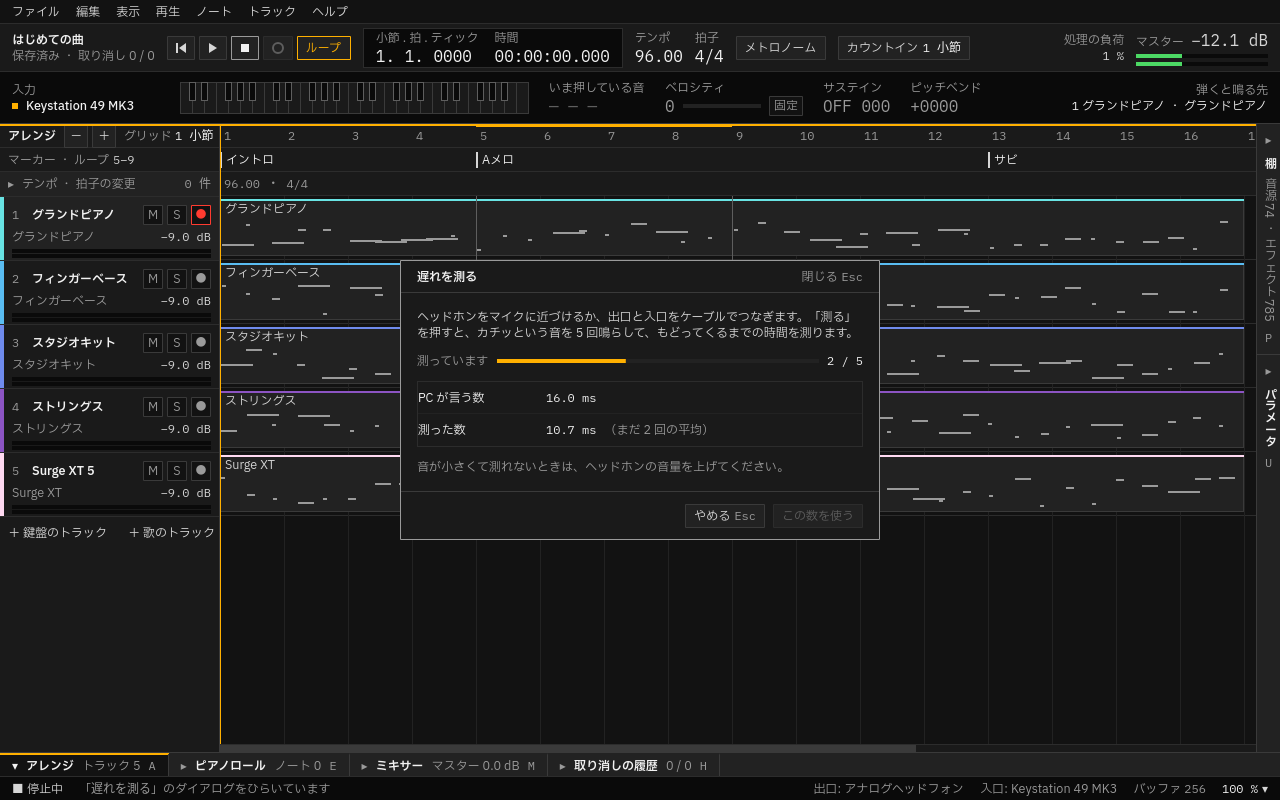 ファイル 編集 表示 再生 ノート トラック ヘルプ
はじめての曲
保存済み ・ 取り消し 0 / 0
ループ
小節 . 拍 . ティック 時間
1. 1. 0000 00:00:00.000
テンポ 拍子
96.00 4/4
メトロノーム
カウントイン 1 小節
処理の負荷
1 %
マスター −12.1 dB
入力
Keystation 49 MK3
いま押している音
— — —
ベロシティ
0 固定
サステイン
OFF 000
ピッチベンド
+0000
弾くと鳴る先
1 グランドピアノ ・ グランドピアノ
アレンジ − + グリッド 1 小節
1 2 3 4 5 6 7 8 9 10 11 12 13 14 15 16 1
マーカー ・ ループ 5–9
イントロ Aメロ サビ
▸ テンポ ・ 拍子の変更 0 件
96.00 ・ 4/4
1 グランドピアノ M S
グランドピアノ −9.0 dB
グランドピアノ
2 フィンガーベース M S
フィンガーベース −9.0 dB
フィンガーベース
3 スタジオキット M S
スタジオキット −9.0 dB
スタジオキット
4 ストリングス M S
ストリングス −9.0 dB
ストリングス
5 Surge XT 5 M S
Surge XT −9.0 dB
Surge XT
+ 鍵盤のトラック + 歌のトラック
遅れを測る 閉じる Esc
ヘッドホンをマイクに近づけるか、出口と入口をケーブルでつなぎます。「測る」
を押すと、カチッという音を 5 回鳴らして、もどってくるまでの時間を測ります。
測っています 2 / 5
PC が言う数 16.0 ms
測った数 10.7 ms （まだ 2 回の平均）
音が小さくて測れないときは、ヘッドホンの音量を上げてください。
やめる Esc この数を使う
▸ 棚 音源 74 ・ エフェクト 785 P
▸ パラメータ U
▾ アレンジ トラック 5 A
▸ ピアノロール ノート 0 E
▸ ミキサー マスター 0.0 dB M
▸ 取り消しの履歴 0 / 0 H
■ 停止中 「遅れを測る」のダイアログをひらいています
出口: アナログヘッドフォン 入口: Keystation 49 MK3 バッファ 256 100 % ▾